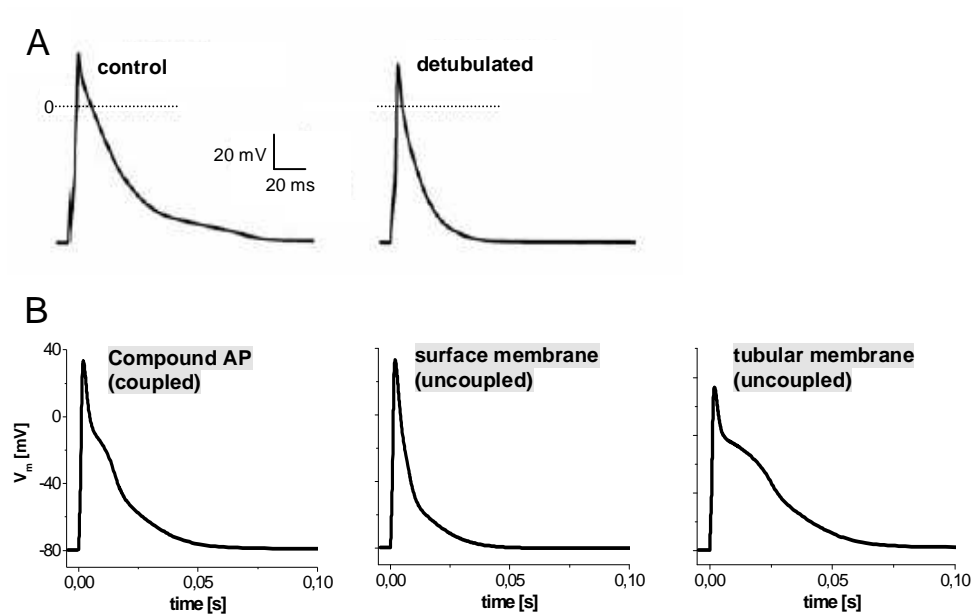 A
control
detubulated
0
20 mV
20 ms
B
Compound AP
(coupled)
surface membrane
(uncoupled)
tubular membrane
(uncoupled)
40
0
-40
-80
V_m [mV]
0,00
0,05
0,10
time [s]
0,00
0,05
0,10
time [s]
0,00
0,05
0,10
time [s]